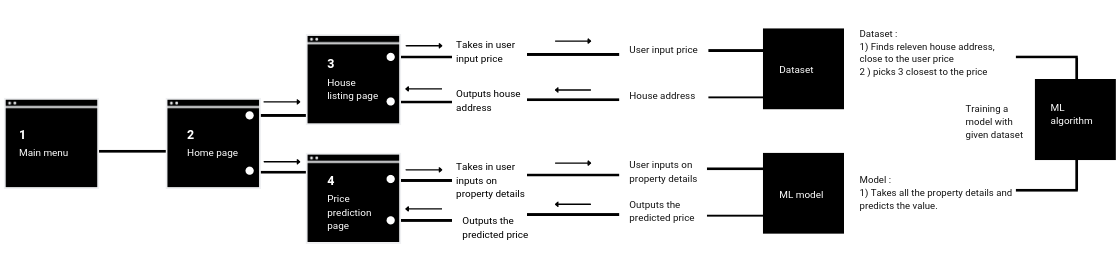 1
Main menu
2
Home page
3
House
listing page
Takes in user
input price
User input price
Outputs house
address
House address
Dataset
Dataset :
1) Finds releven house address,
close to the user price
2 ) picks 3 closest to the price
4
Price
prediction
page
Takes in user
inputs on
property details
User inputs on
property details
Outputs the
predicted price
Outputs the
predicted price
ML model
Model :
1) Takes all the property details and
predicts the value.
Training a
model with
given dataset
ML
algorithm